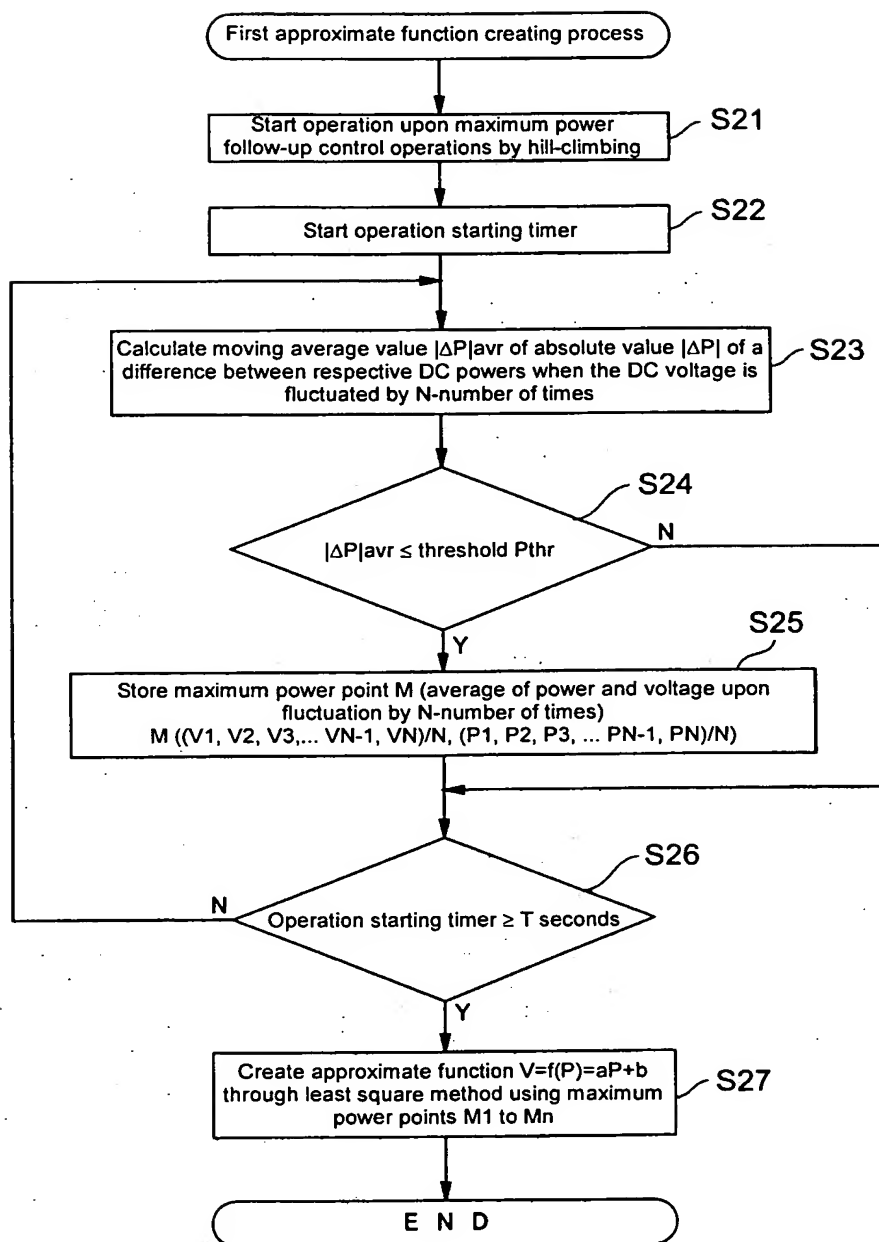 First approximate function creating process
Start operation upon maximum power
follow-up control operations by hill-climbing
S21
Start operation starting timer
S22
Calculate moving average value |ΔP|avr of absolute value |ΔP| of a
difference between respective DC powers when the DC voltage is
fluctuated by N-number of times
S23
|ΔP|avr ≤ threshold Pthr
S24
N
Y
Store maximum power point M (average of power and voltage upon
fluctuation by N-number of times)
M ((V1, V2, V3,... VN-1, VN)/N, (P1, P2, P3, ... PN-1, PN)/N)
S25
Operation starting timer ≥ T seconds
S26
N
Y
Create approximate function V=f(P)=aP+b
through least square method using maximum
power points M1 to Mn
S27
E N D